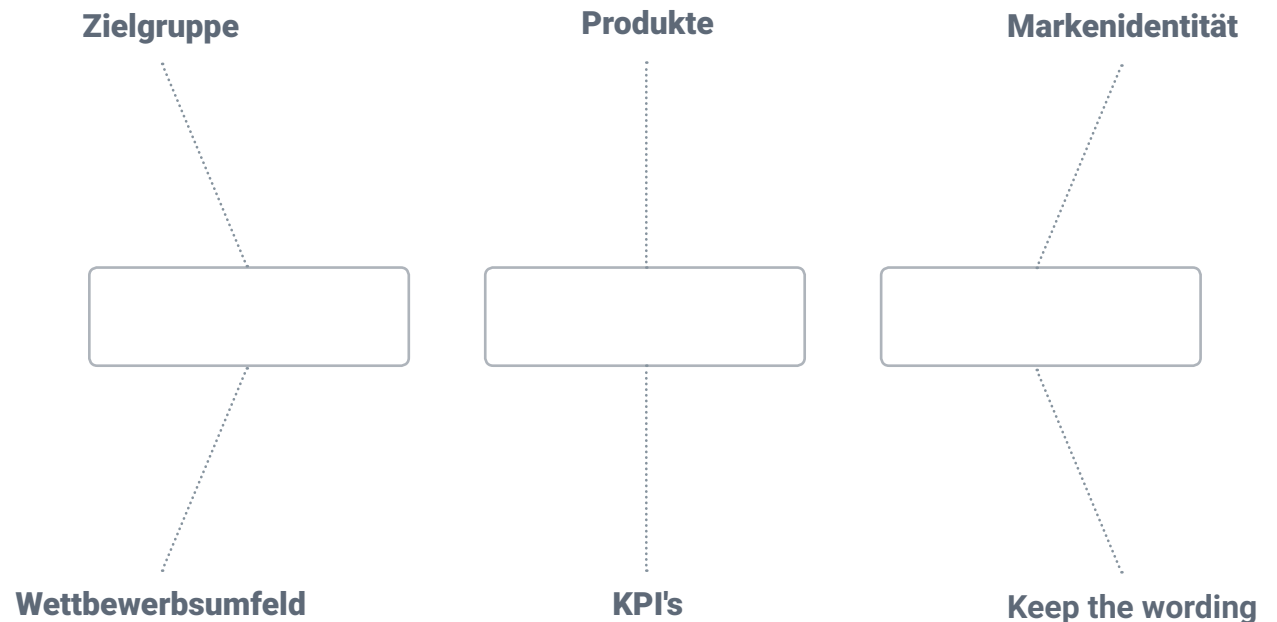 Zielgruppe
Produkte
Markenidentität
Wettbewerbsumfeld
KPI's
Keep the wording